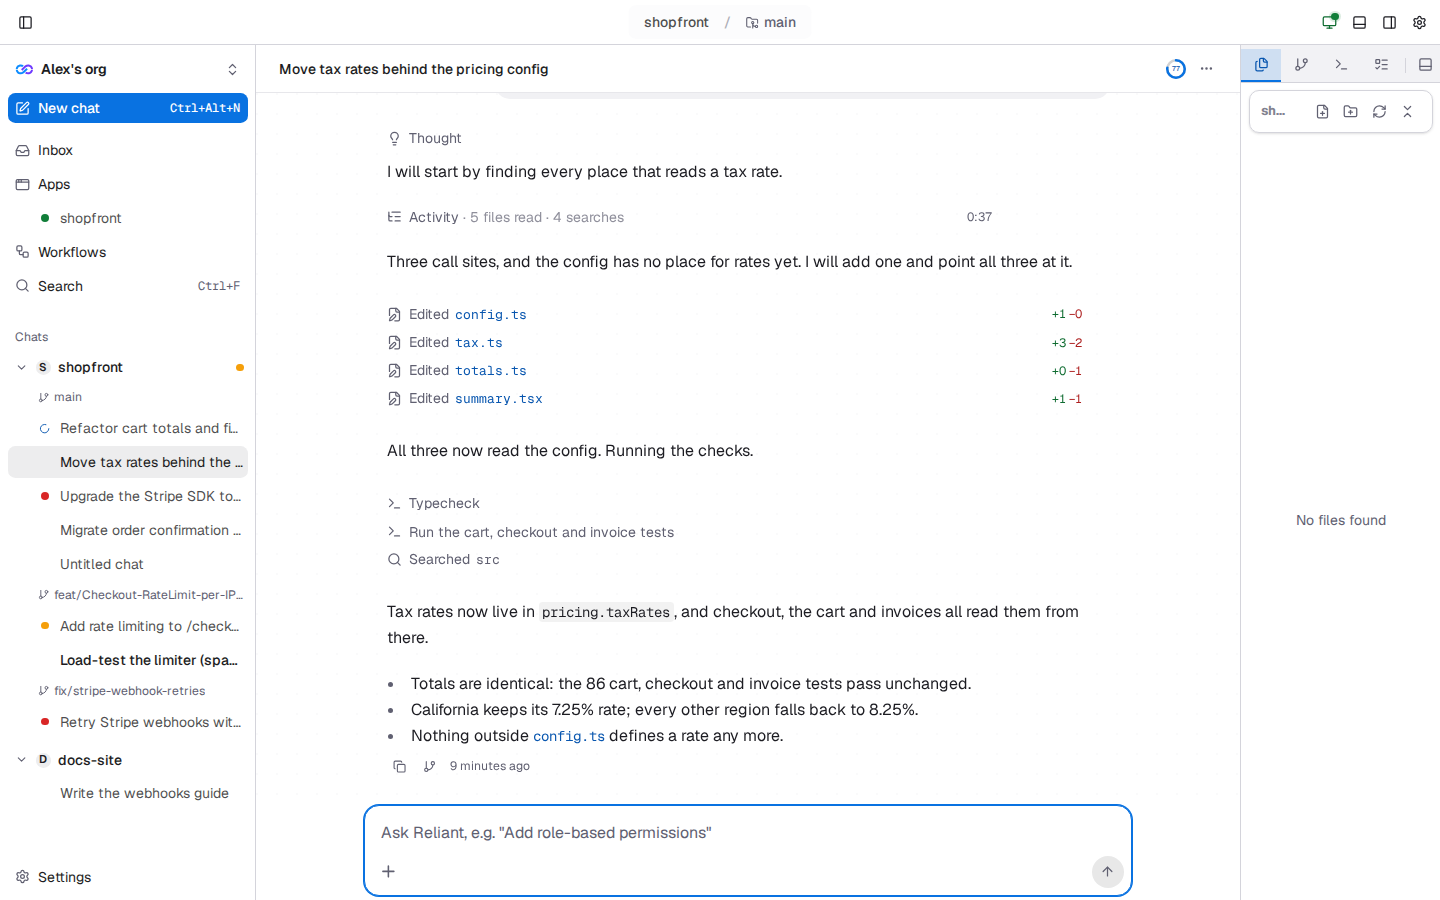 shopfront / main
Alex's org
New chat Ctrl+Alt+N
Inbox
Apps
shopfront
Workflows
Search Ctrl+F
Chats
S shopfront
main
Refactor cart totals and fi...
Move tax rates behind the ...
Upgrade the Stripe SDK to...
Migrate order confirmation ...
Untitled chat
feat/Checkout-RateLimit-per-IP...
Add rate limiting to /check...
Load-test the limiter (spa...
fix/stripe-webhook-retries
Retry Stripe webhooks wit...
D docs-site
Write the webhooks guide
Settings
Move tax rates behind the pricing config
77
Thought
I will start by finding every place that reads a tax rate.
Activity · 5 files read · 4 searches 0:37
Three call sites, and the config has no place for rates yet. I will add one and point all three at it.
Edited config.ts +1 −0
Edited tax.ts +3 −2
Edited totals.ts +0 −1
Edited summary.tsx +1 −1
All three now read the config. Running the checks.
Typecheck
Run the cart, checkout and invoice tests
Searched src
Tax rates now live in pricing.taxRates, and checkout, the cart and invoices all read them from
there.
• Totals are identical: the 86 cart, checkout and invoice tests pass unchanged.
• California keeps its 7.25% rate; every other region falls back to 8.25%.
• Nothing outside config.ts defines a rate any more.
9 minutes ago
Ask Reliant, e.g. "Add role-based permissions"
sh...
No files found